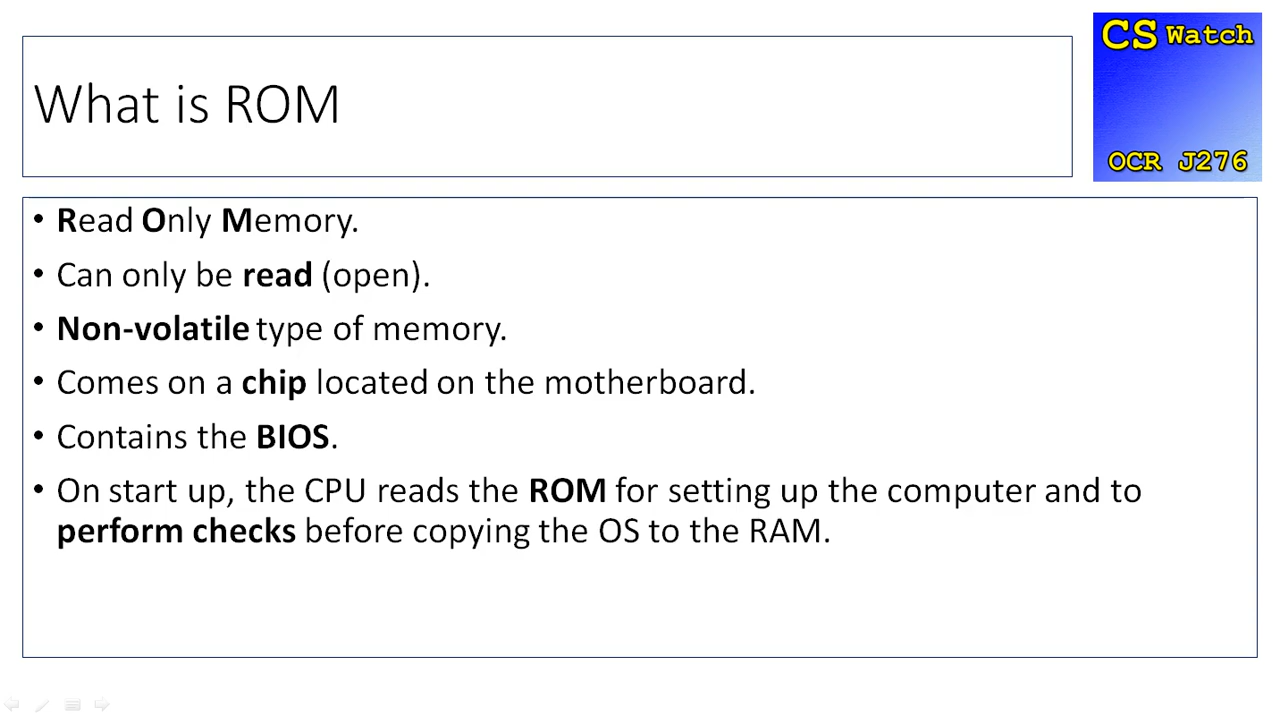 CS Watch
What is ROM
OCR J276
• Read Only Memory.
• Can only be read (open).
• Non-volatile type of memory.
• Comes on a chip located on the motherboard.
• Contains the BIOS.
• On start up, the CPU reads the ROM for setting up the computer and to
perform checks before copying the OS to the RAM.